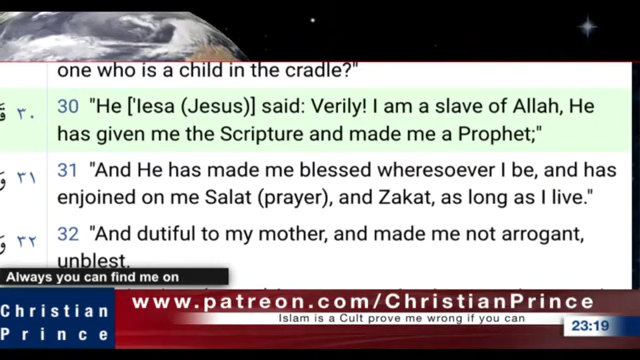 one who is a child in the cradle?"
٣٠ 30 "He ['Iesa (Jesus)] said: Verily! I am a slave of Allah, He
has given me the Scripture and made me a Prophet;"
٣١ 31 "And He has made me blessed wheresoever I be, and has
enjoined on me Salat (prayer), and Zakat, as long as I live."
٣٢ 32 "And dutiful to my mother, and made me not arrogant,
unblest.
Always you can find me on
Christian
Prince
www.patreon.com/ChristianPrince
Islam is a Cult prove me wrong if you can
23:19